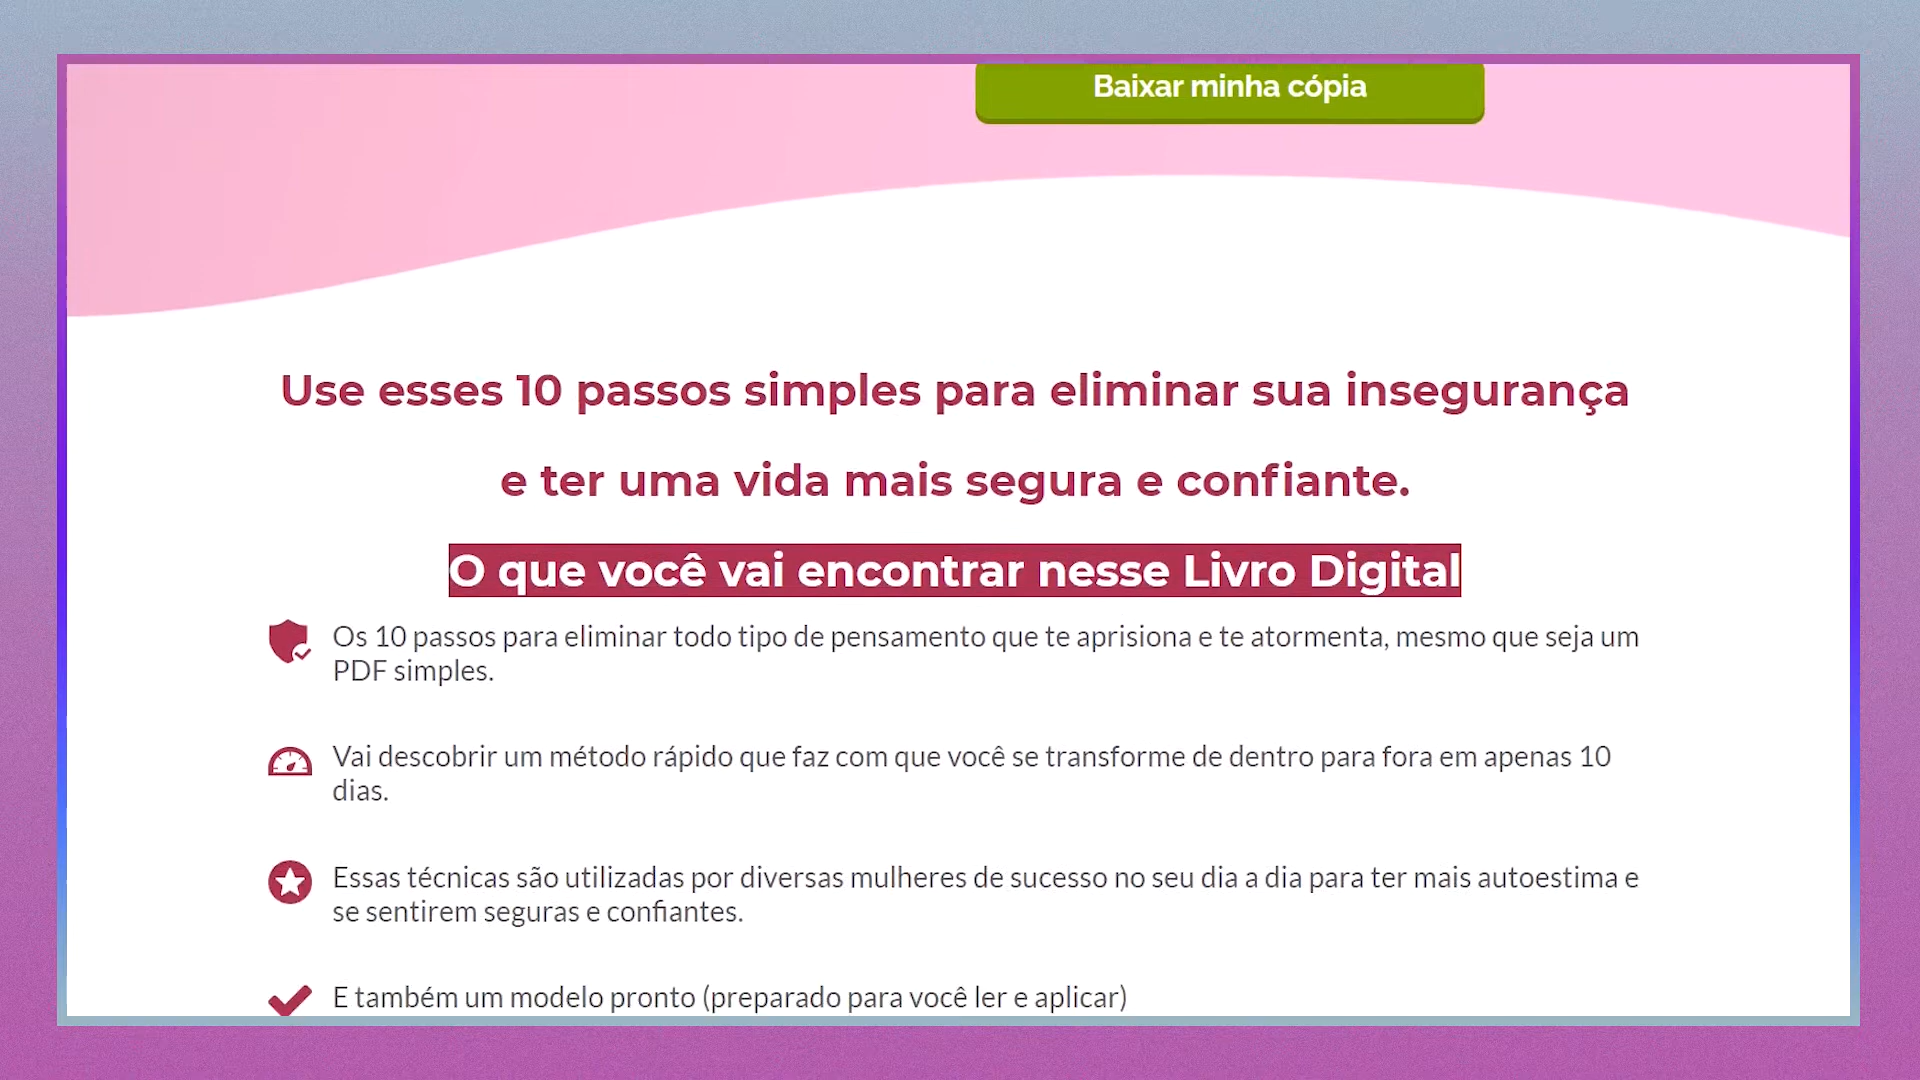 Baixar minha cópia
Use esses 10 passos simples para eliminar sua insegurança
e ter uma vida mais segura e confiante.
O que você vai encontrar nesse Livro Digital
Os 10 passos para eliminar todo tipo de pensamento que te aprisiona e te atormenta, mesmo que seja um
PDF simples.
Vai descobrir um método rápido que faz com que você se transforme de dentro para fora em apenas 10
dias.
Essas técnicas são utilizadas por diversas mulheres de sucesso no seu dia a dia para ter mais autoestima e
se sentirem seguras e confiantes.
E também um modelo pronto (preparado para você ler e aplicar)